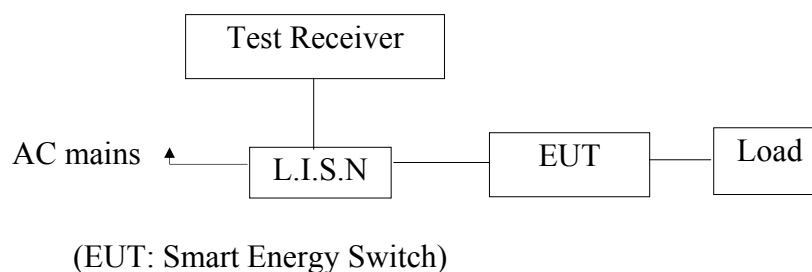 Test Receiver
AC mains
L.I.S.N
EUT
Load
(EUT: Smart Energy Switch)